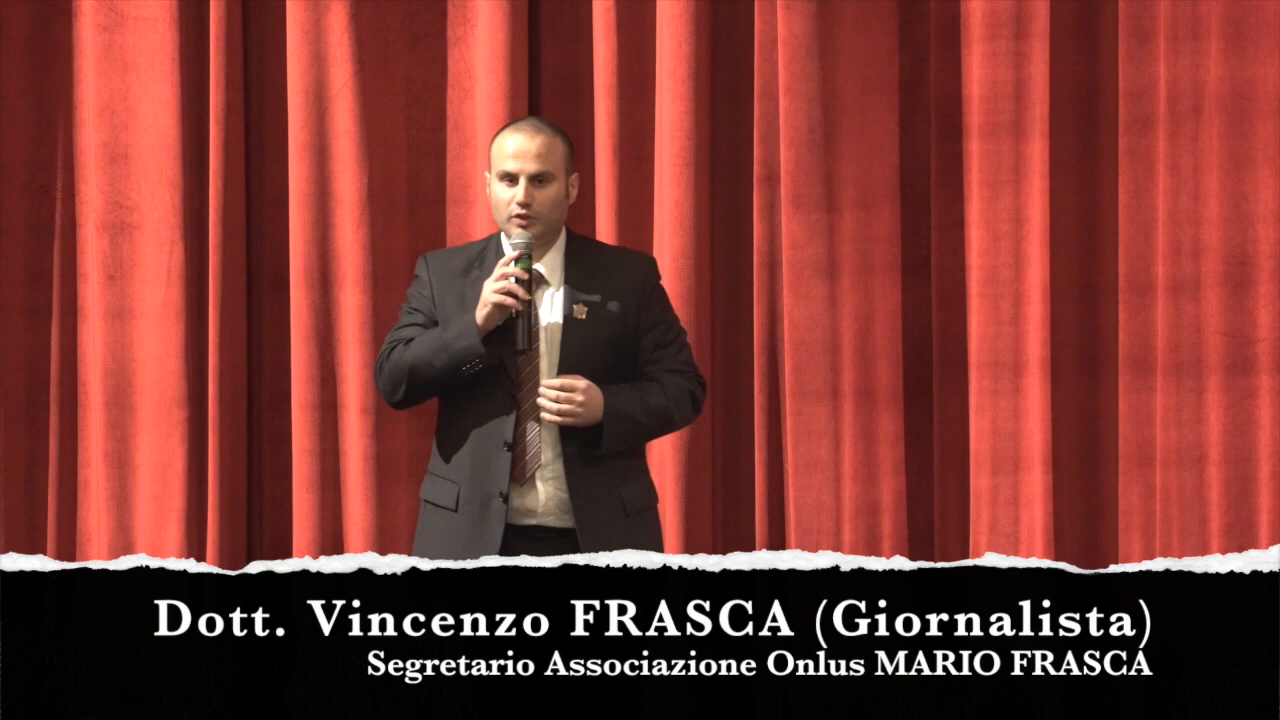 Dott. Vincenzo FRASCA (Giornalista)
Segretario Associazione Onlus MARIO FRASCA